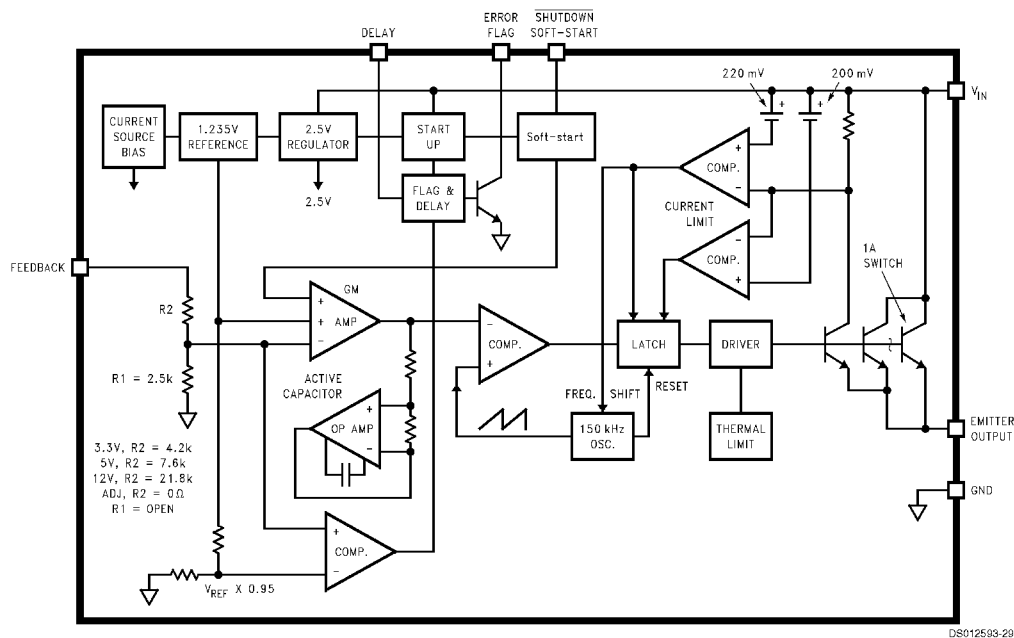 DELAY
ERROR
FLAG
SHUTDOWN
SOFT-START
220 mV
200 mV
+
+
VIN
CURRENT
SOURCE
BIAS
1.235V
REFERENCE
2.5V
REGULATOR
START
UP
Soft-start
2.5V
FLAG &
DELAY
+
COMP.
−
CURRENT
LIMIT
−
COMP.
+
1A
SWITCH
FEEDBACK
R2
R1 = 2.5k
GM
+
+
AMP
−
−
COMP.
+
LATCH
DRIVER
ACTIVE
CAPACITOR
+
OP AMP
−
FREQ. SHIFT
RESET
150 kHz
OSC.
THERMAL
LIMIT
EMITTER
OUTPUT
GND
3.3V, R2 = 4.2k
5V, R2 = 7.6k
12V, R2 = 21.8k
ADJ, R2 = 0Ω
R1 = OPEN
+
COMP.
−
VREF X 0.95
DS012593-29